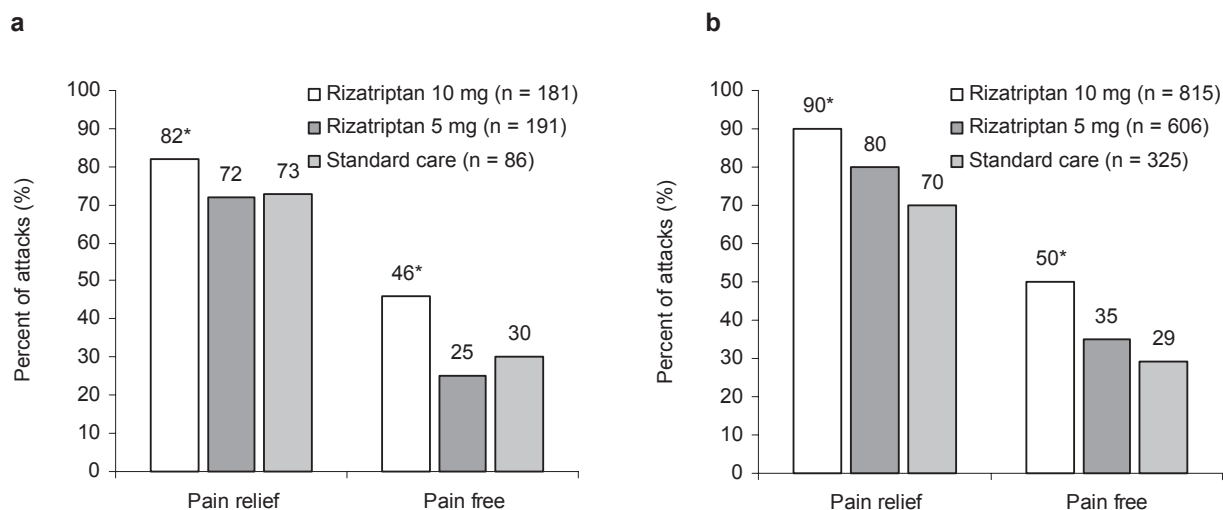 a
Percent of attacks (%)
100
90
80
70
60
50
40
30
20
10
0
Rizatriptan 10 mg (n = 181)
Rizatriptan 5 mg (n = 191)
Standard care (n = 86)
82*
72
73
46*
25
30
Pain relief
Pain free
b
Percent of attacks (%)
100
90
80
70
60
50
40
30
20
10
0
Rizatriptan 10 mg (n = 815)
Rizatriptan 5 mg (n = 606)
Standard care (n = 325)
90*
80
70
50*
35
29
Pain relief
Pain free